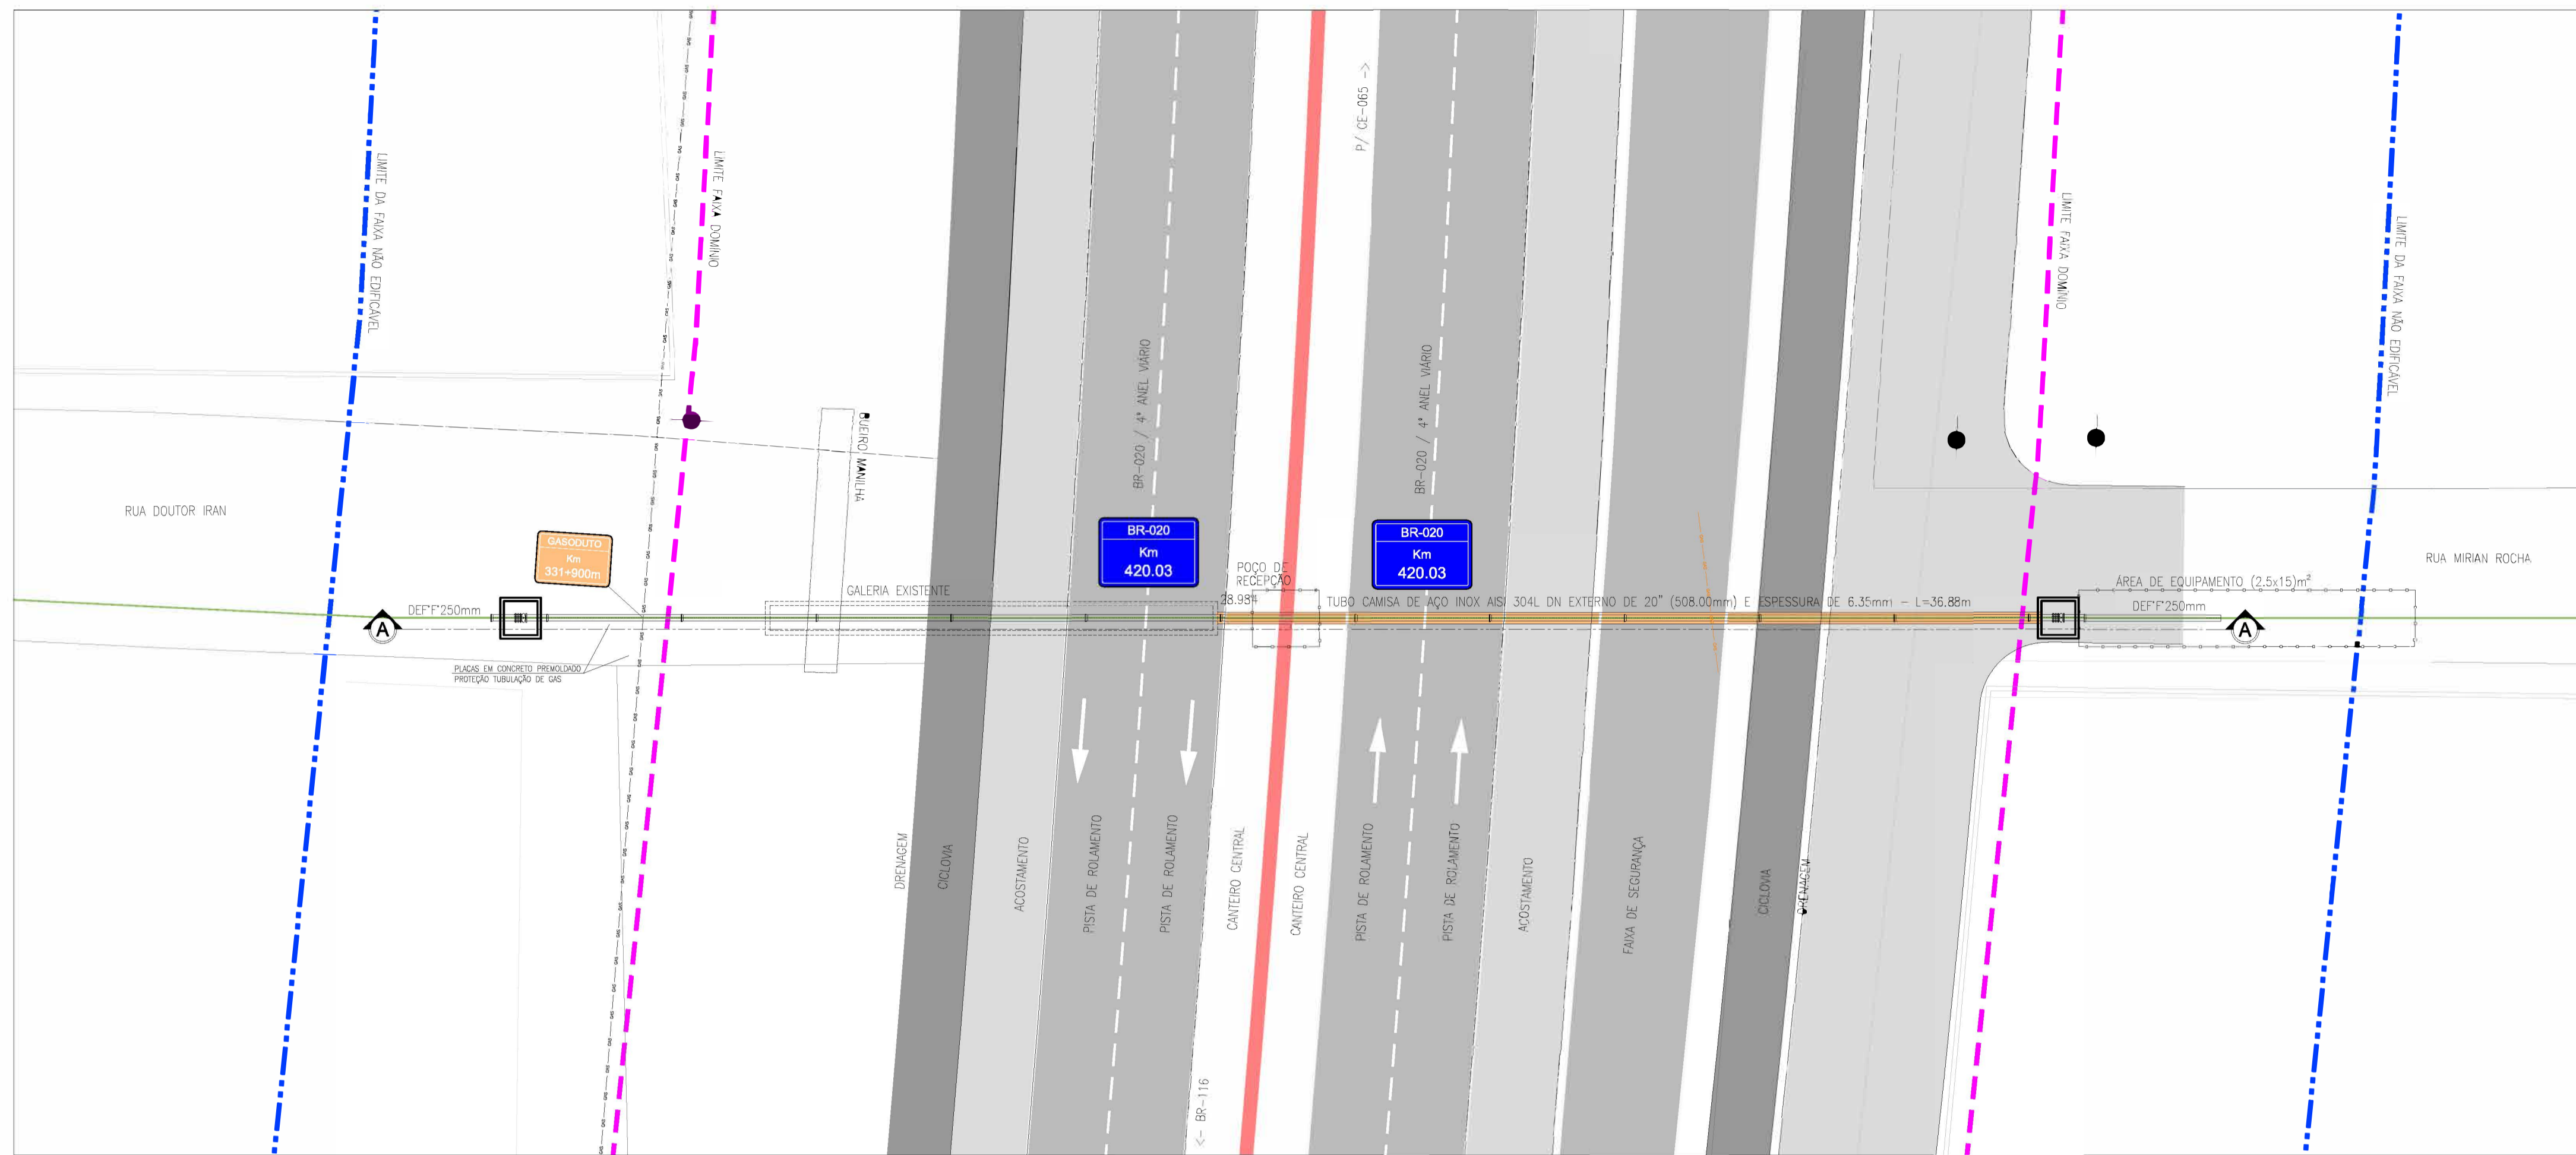 P/ CE-065 ->
LIMITE DA FAIXA NÃO EDIFICÁVEL
LIMITE FAIXA DOMÍNIO
LIMITE FAIXA DOMÍNIO
LIMITE DA FAIXA NÃO EDIFICÁVEL
BR-020 / 4° ANEL VIÁRIO
BR-020 / 4° ANEL VIÁRIO
BUEIRO MANILHA
RUA DOUTOR IRAN
GASODUTO
Km
331+900m
BR-020
Km
420.03
BR-020
Km
420.03
RUA MIRIAN ROCHA
POÇO DE
RECEPÇÃO
GALERIA EXISTENTE
ÁREA DE EQUIPAMENTO (2.5x15)m²
28.984
TUBO CAMISA DE AÇO INOX AISI 304L DN EXTERNO DE 20" (508.00mm) E ESPESSURA DE 6.35mm - L=36.88m
DEF°F°250mm
DEF°F°250mm
A
A
PLACAS EM CONCRETO PREMOLDADO
PROTEÇÃO TUBULAÇÃO DE GÁS
DRENAGEM
CICLOVIA
ACOSTAMENTO
PISTA DE ROLAMENTO
PISTA DE ROLAMENTO
CANTEIRO CENTRAL
CANTEIRO CENTRAL
PISTA DE ROLAMENTO
PISTA DE ROLAMENTO
ACOSTAMENTO
FAIXA DE SEGURANÇA
CICLOVIA
DRENAGEM
<- BR-116